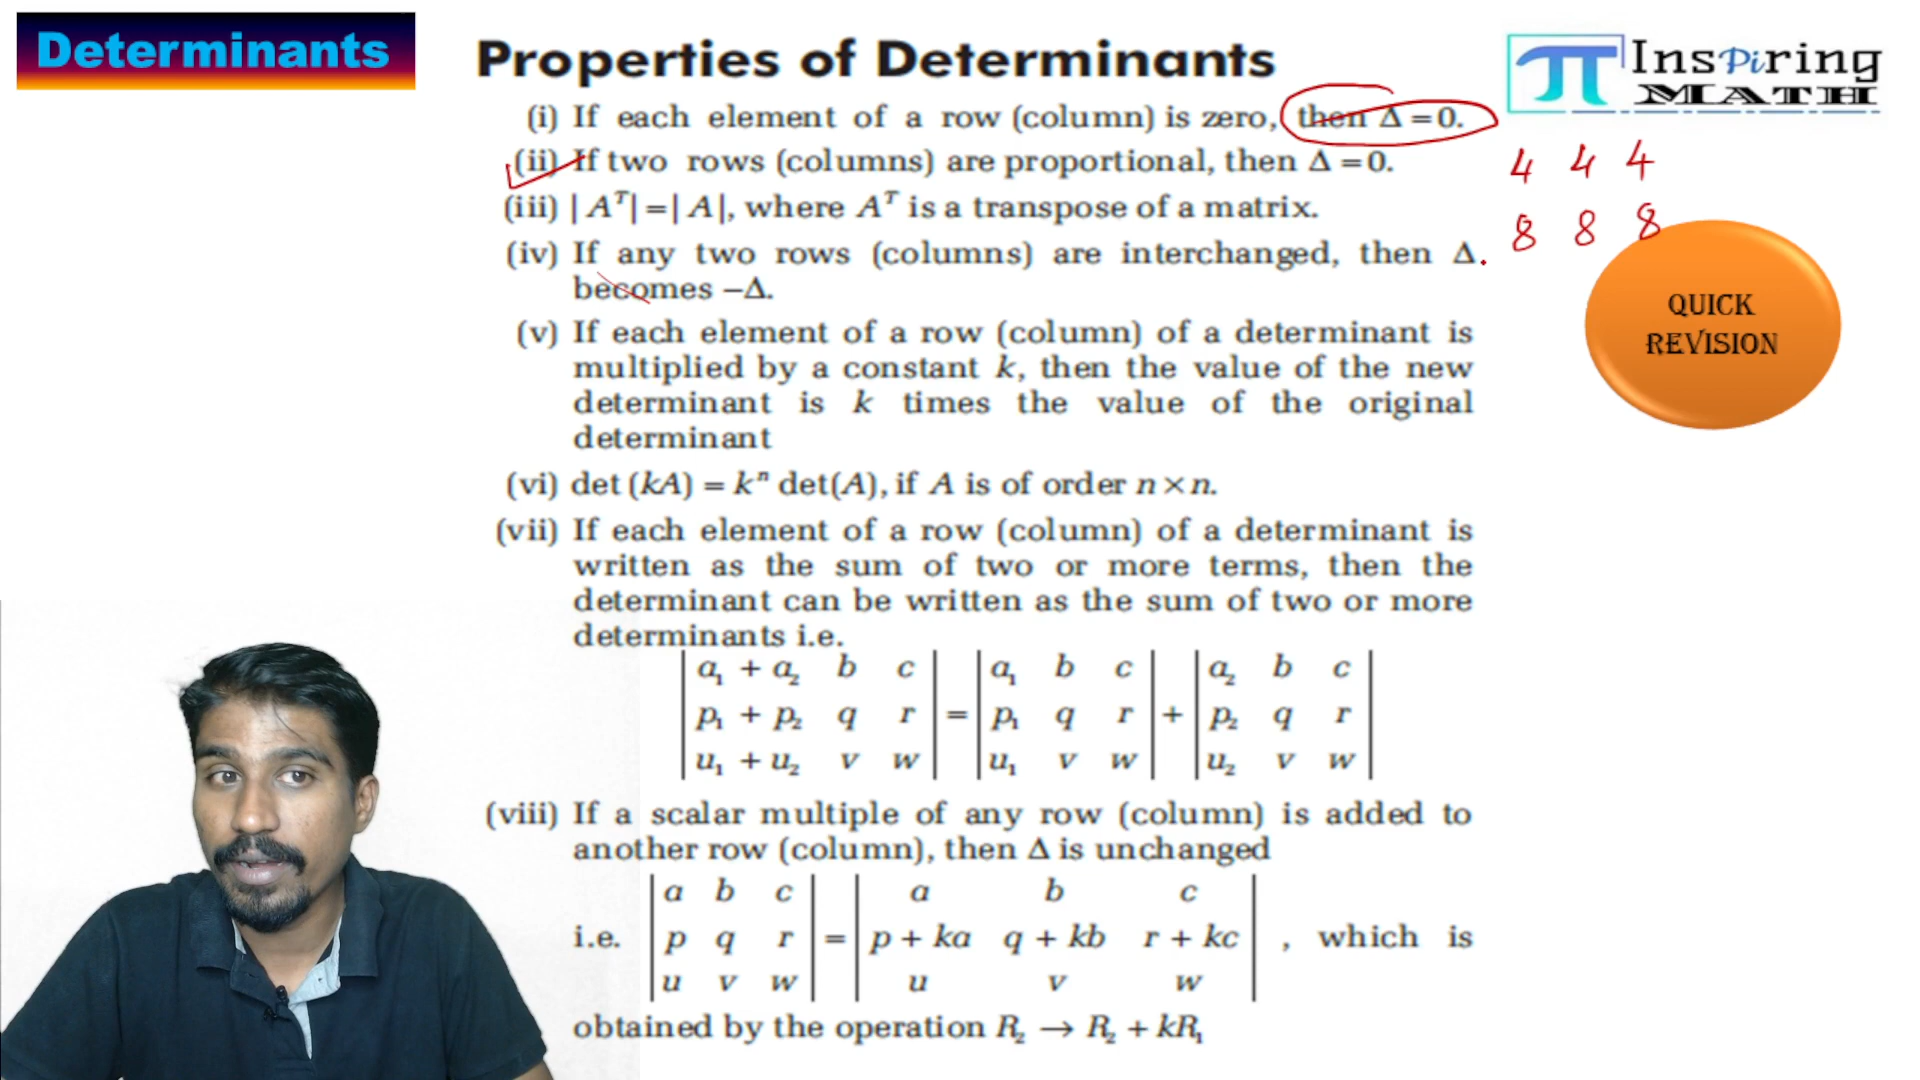 Determinants
Properties of Determinants
InsPiring
MATH
(i) If each element of a row (column) is zero, then Δ = 0.
(ii) If two rows (columns) are proportional, then Δ = 0.
(iii) | Aᵀ| = | A|, where Aᵀ is a transpose of a matrix.
(iv) If any two rows (columns) are interchanged, then Δ
becomes −Δ.
4 4 4
8 8 8
QUICK
REVISION
(v) If each element of a row (column) of a determinant is
multiplied by a constant k, then the value of the new
determinant is k times the value of the original
determinant
(vi) det (kA) = kⁿ det(A), if A is of order n × n.
(vii) If each element of a row (column) of a determinant is
written as the sum of two or more terms, then the
determinant can be written as the sum of two or more
determinants i.e.
| a₁ + a₂ b c | | a₁ b c | | a₂ b c |
| p₁ + p₂ q r | = | p₁ q r | + | p₂ q r |
| u₁ + u₂ v w | | u₁ v w | | u₂ v w |
(viii) If a scalar multiple of any row (column) is added to
another row (column), then Δ is unchanged
| a b c | | a b c |
i.e. | p q r | = | p + ka q + kb r + kc | , which is
| u v w | | u v w |
obtained by the operation R₂ → R₂ + kR₁